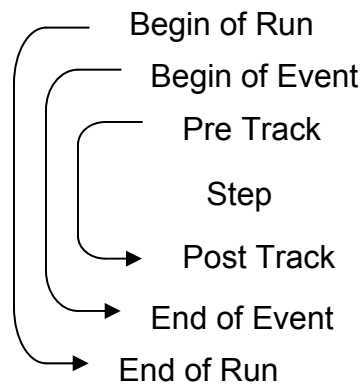 Begin of Run
Begin of Event
Pre Track
Step
Post Track
End of Event
End of Run